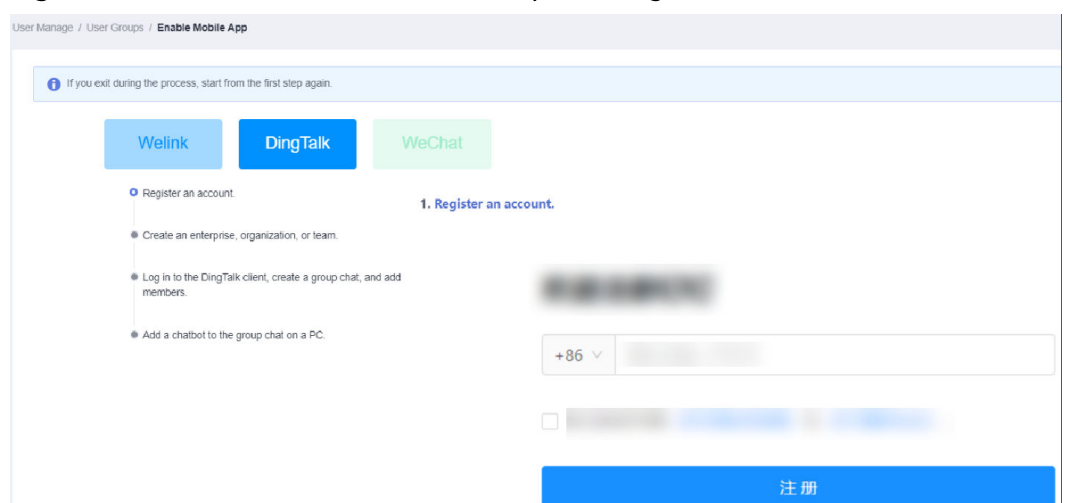 User Manage / User Groups / Enable Mobile App
If you exit during the process, start from the first step again.
Welink
DingTalk
WeChat
Register an account.
1. Register an account.
Create an enterprise, organization, or team.
Log in to the DingTalk client, create a group chat, and add
members.
Add a chatbot to the group chat on a PC.
+86
注册